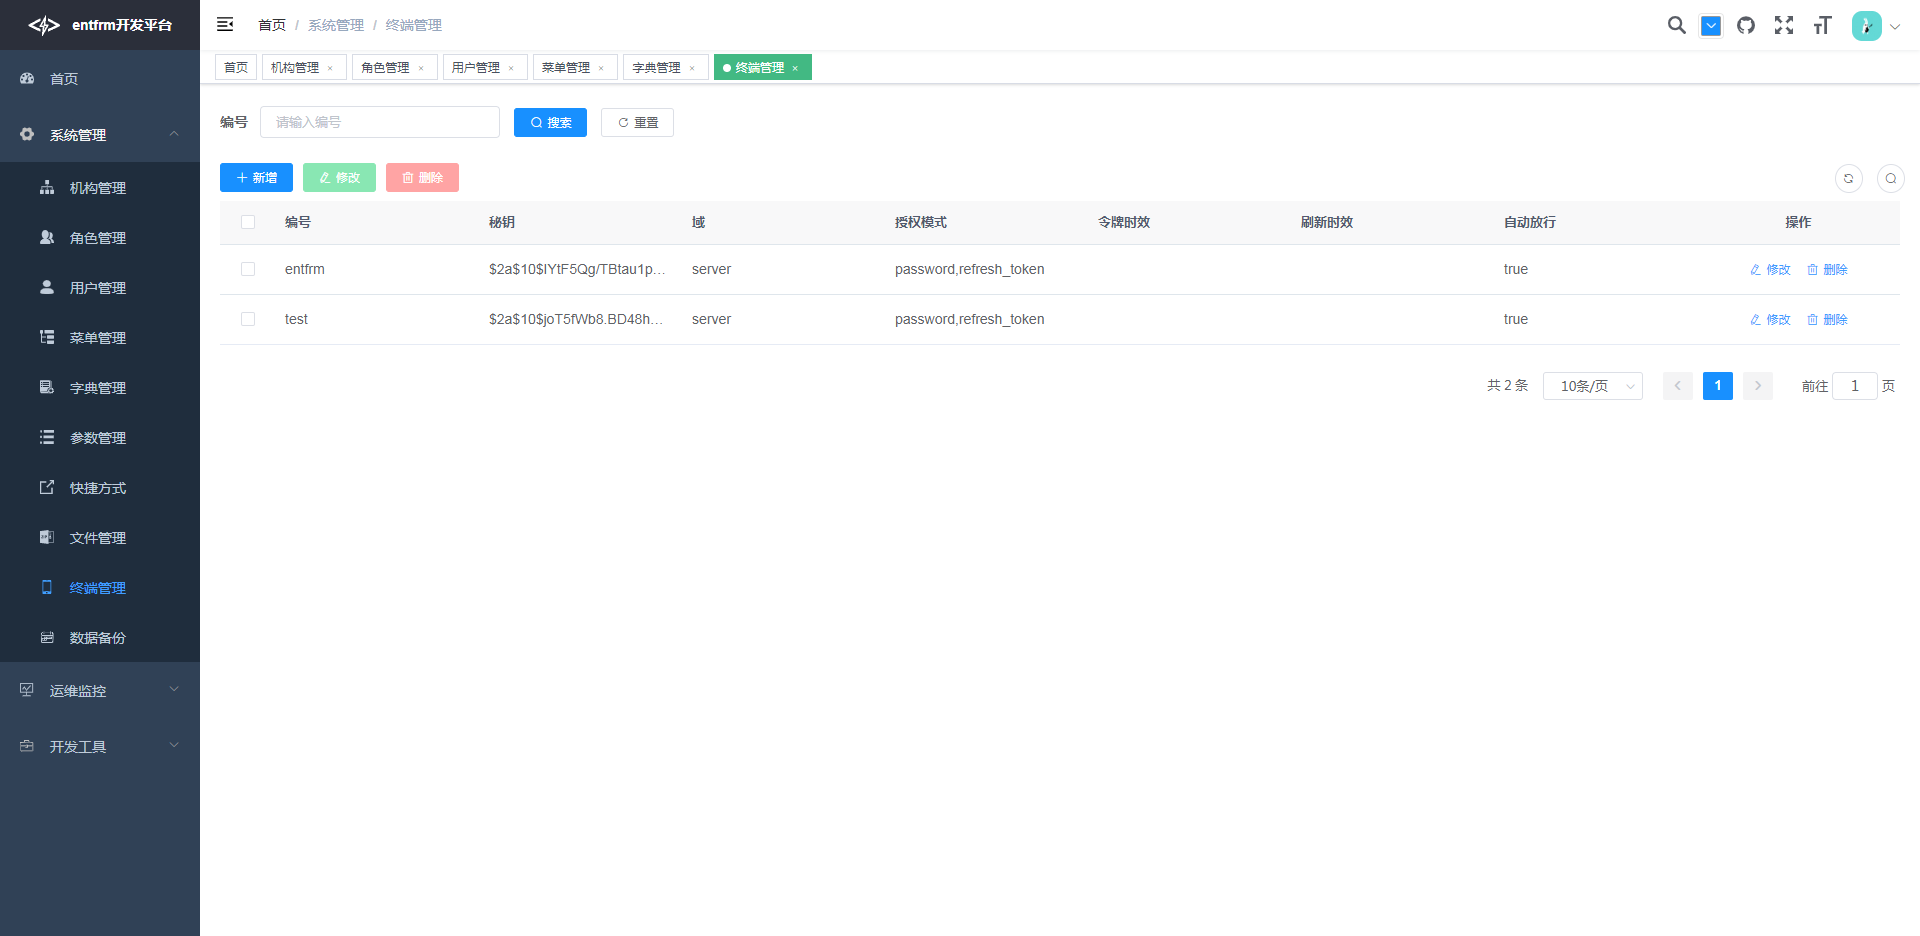 entfrm开发平台
首页
系统管理
机构管理
角色管理
用户管理
菜单管理
字典管理
参数管理
快捷方式
文件管理
终端管理
数据备份
运维监控
开发工具
首页 / 系统管理 / 终端管理
首页 机构管理 × 角色管理 × 用户管理 × 菜单管理 × 字典管理 × 终端管理 ×
编号 请输入编号 搜索 重置
新增 修改 删除
编号 秘钥 域 授权模式 令牌时效 刷新时效 自动放行 操作
entfrm $2a$10$IYtF5Qg/TBtau1p... server password,refresh_token true 修改 删除
test $2a$10$joT5fWb8.BD48h... server password,refresh_token true 修改 删除
共 2 条 10条/页 1 前往 1 页